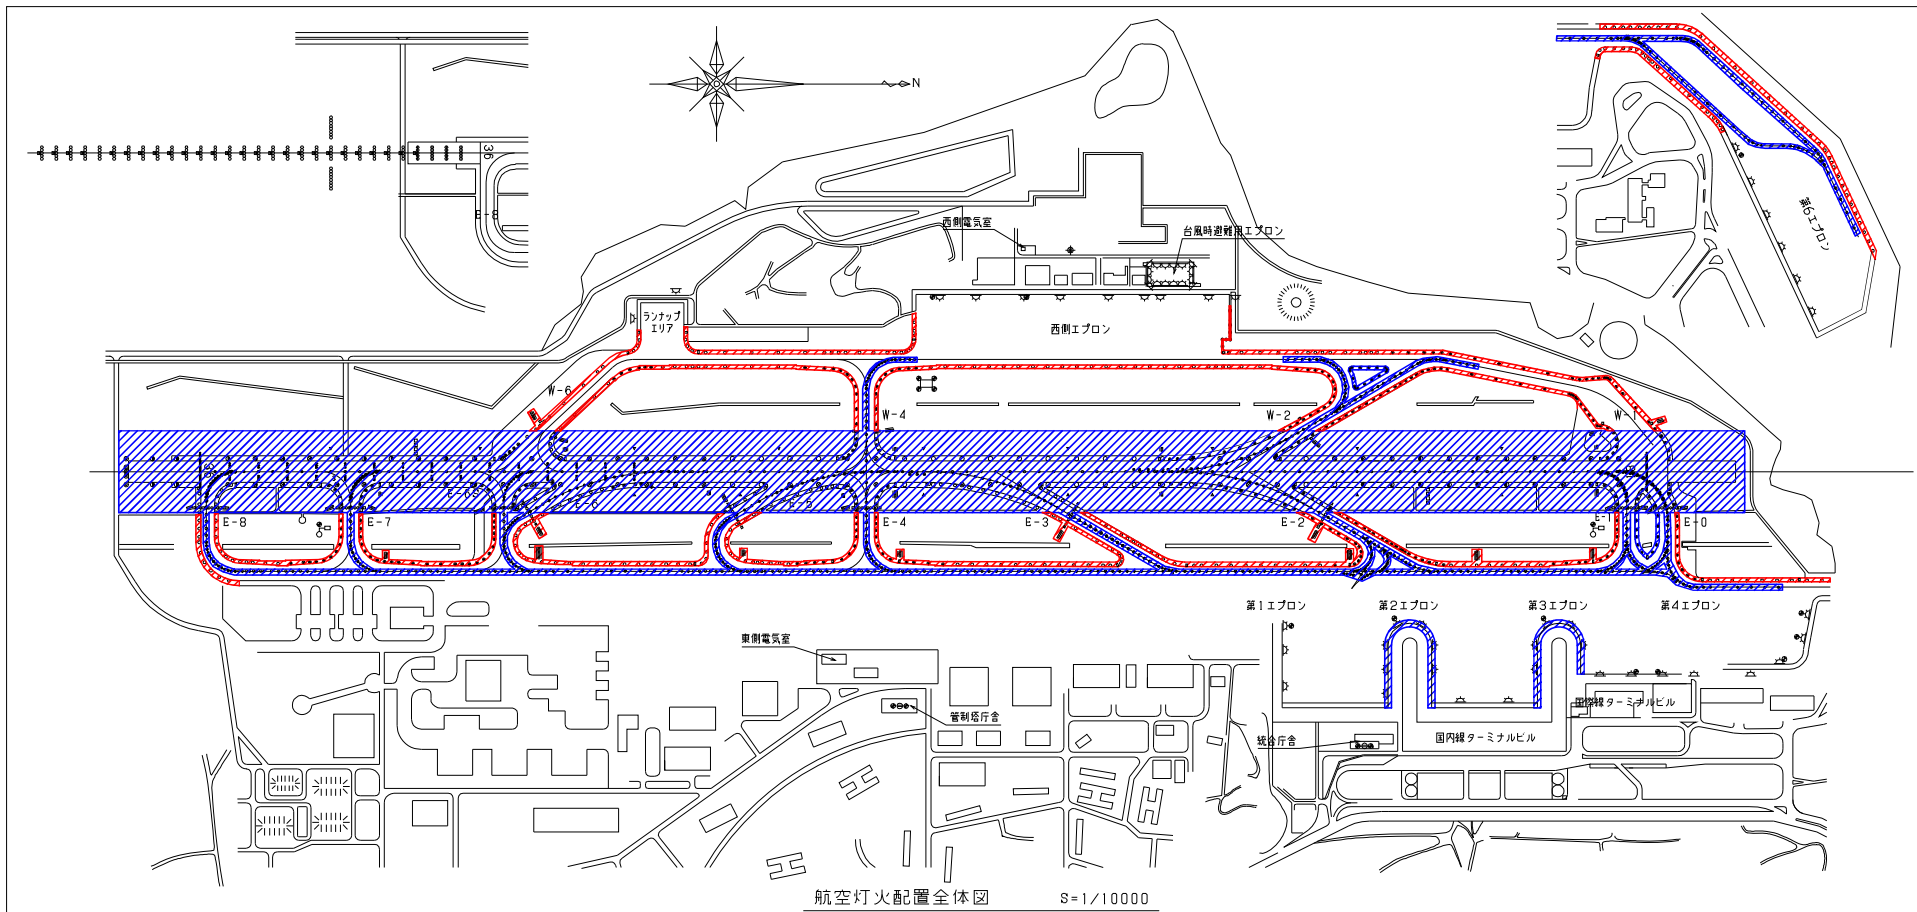 N
36
E-8
第6エプロン
西側電気室
台風時避難用エプロン
ランナップ
エリア
西側エプロン
W-6
W-4
W-2
W-1
E-6
E-5
E-8
E-7
E-4
E-3
E-2
E-1
E-0
第1エプロン
第2エプロン
第3エプロン
第4エプロン
東側電気室
管制塔庁舎
統合庁舎
国内線ターミナルビル
国際線ターミナルビル
航空灯火配置全体図 S=1/10000